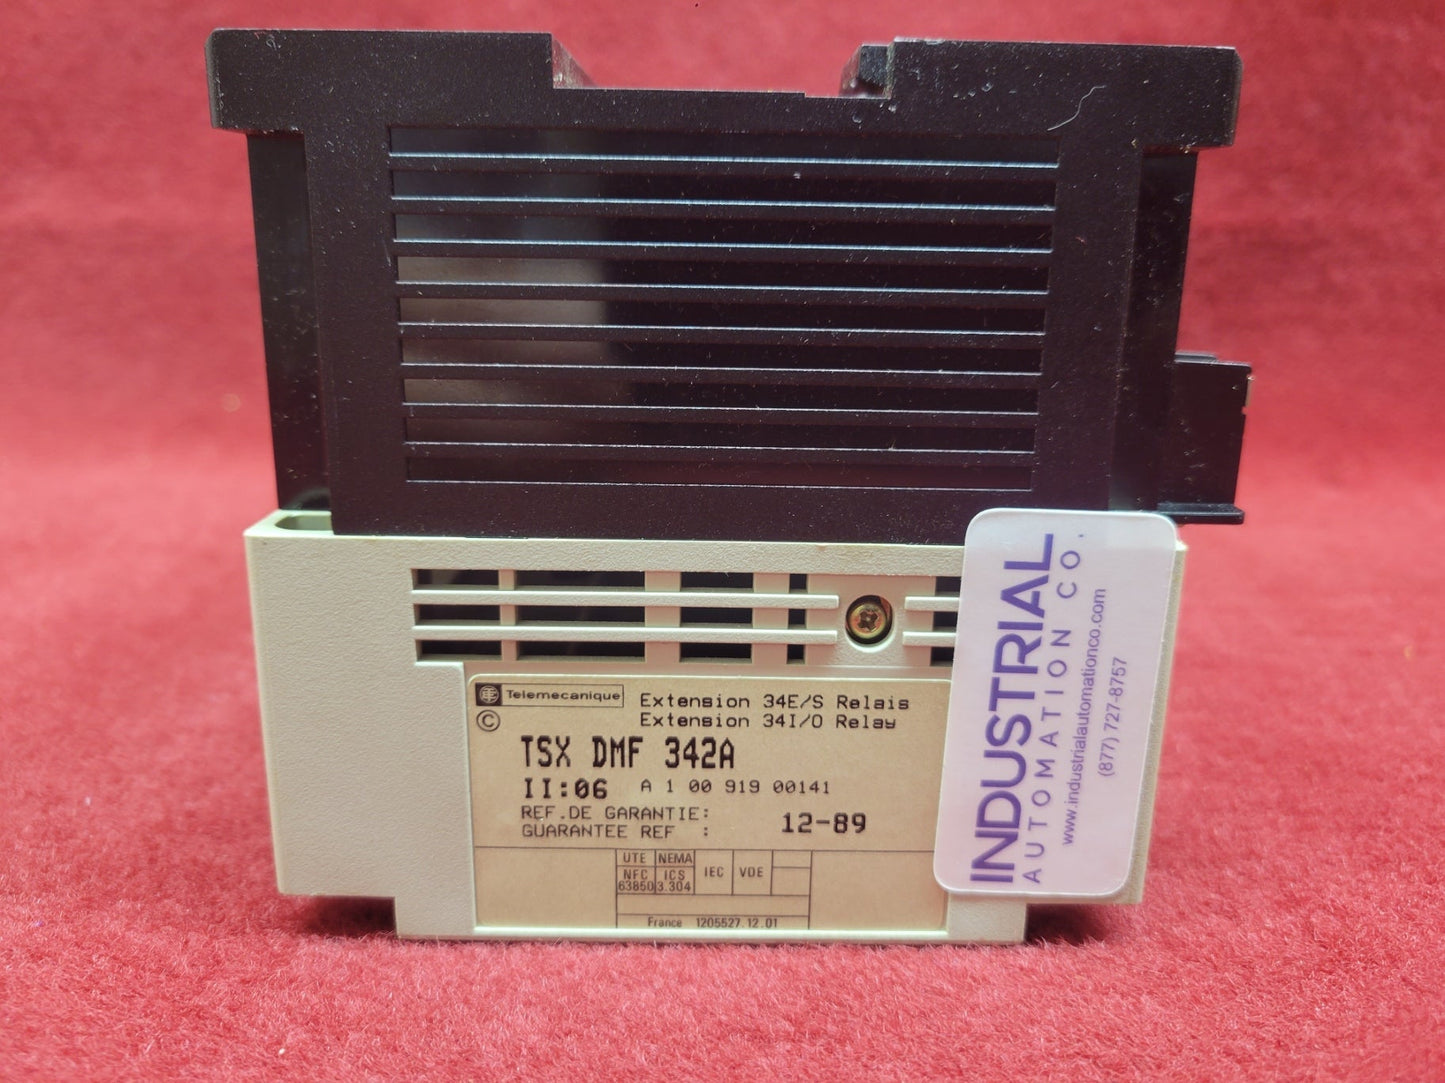 Telemecanique
Extension 34E/S Relais
© Extension 34I/O Relay
TSX DMF 342A
II:06 A 1 00 919 00141
REF.DE GARANTIE:
GUARANTEE REF : 12-89
UTE NEMA
NFC ICS IEC VDE
63850 3.304
France 1205527.12.01
INDUSTRIAL
AUTOMATION CO.
www.industrialautomationco.com
(877) 727-8757